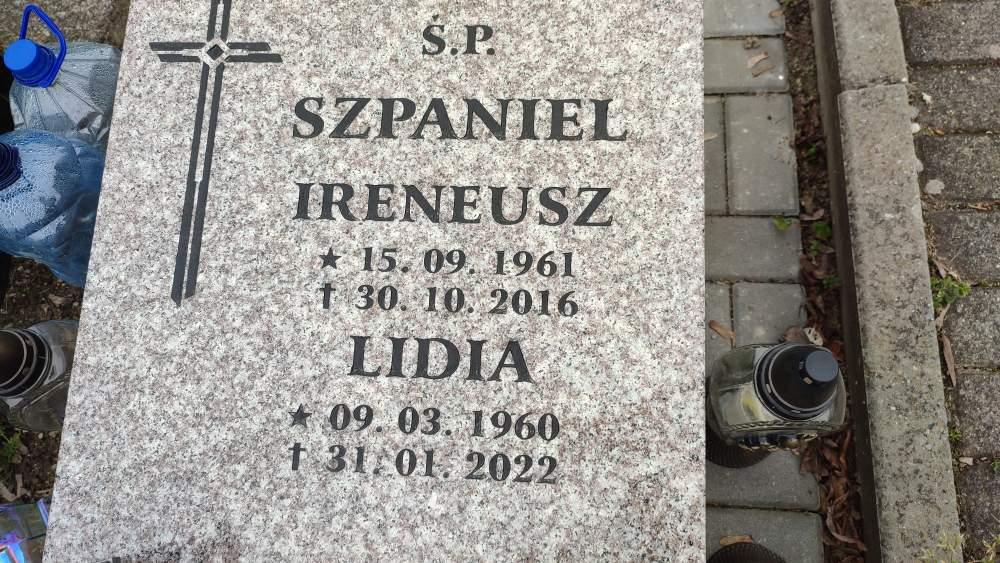 Ś.P.
SZPANIEL
IRENEUSZ
★ 15. 09. 1961
† 30. 10. 2016
LIDIA
★ 09. 03. 1960
† 31. 01. 2022